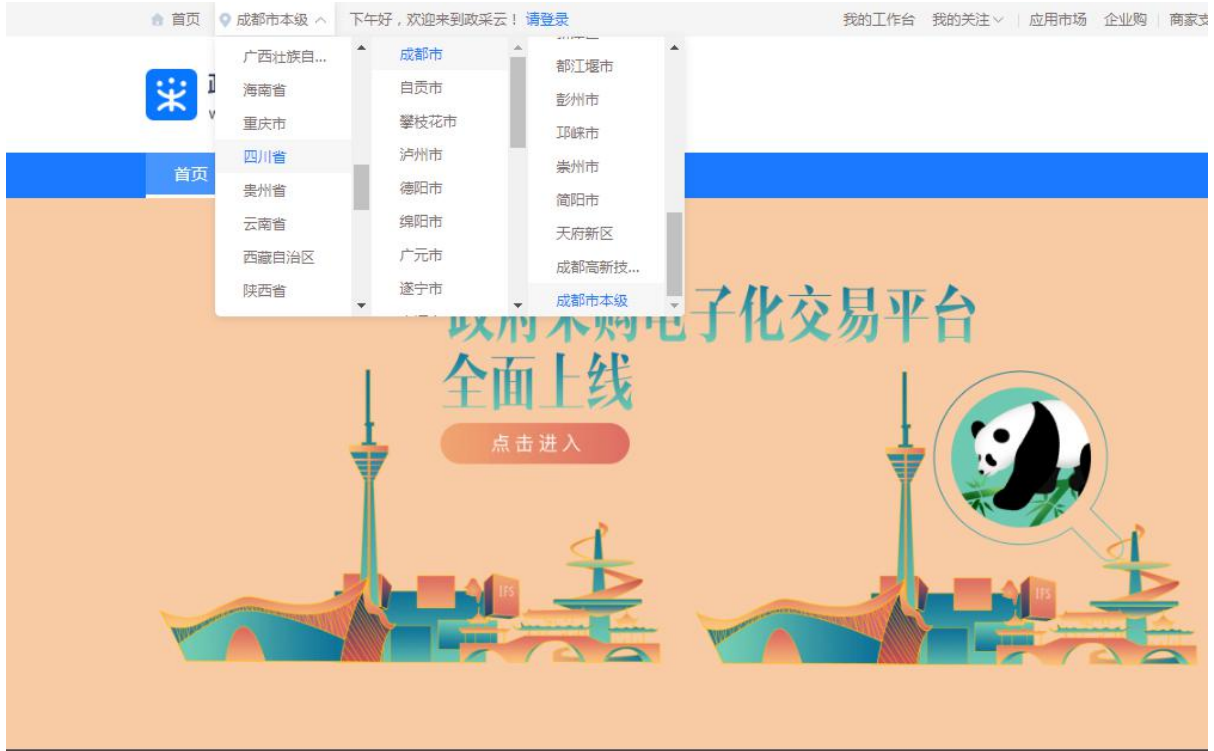 首页 成都市本级 下午好，欢迎来到政采云！请登录 我的工作台 我的关注 应用市场 企业购
广西壮族自... 成都市
海南省 自贡市 都江堰市
重庆市 攀枝花市 彭州市
四川省 泸州市 邛崃市
贵州省 德阳市 崇州市
云南省 绵阳市 简阳市
西藏自治区 广元市 天府新区
陕西省 遂宁市 成都高新技...
成都市本级
首页
政府采购电子化交易平台
全面上线
点击进入
IFS
IFS